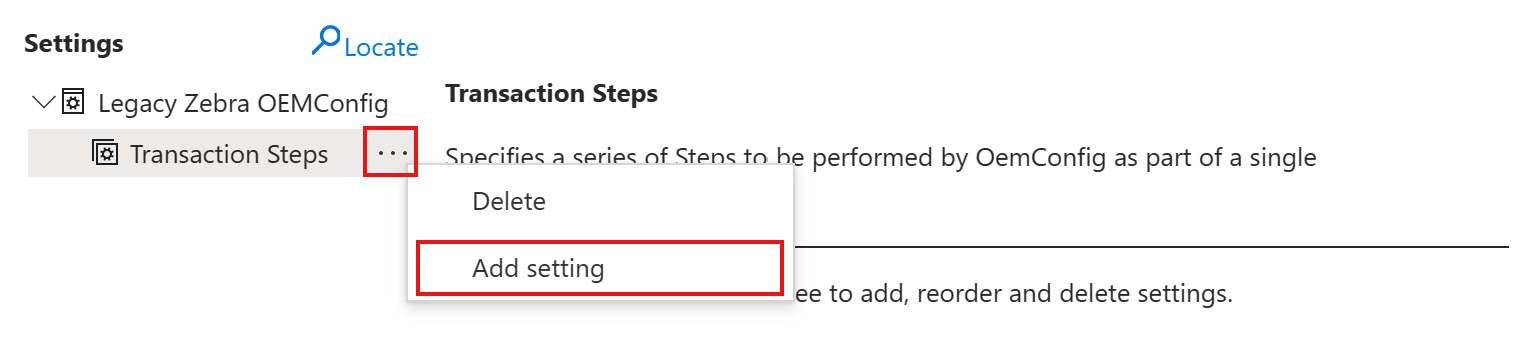 Settings
Locate
Legacy Zebra OEMConfig
Transaction Steps
Transaction Steps
Specifies a series of Steps to be performed by OemConfig as part of a single
Delete
Add setting
ee to add, reorder and delete settings.